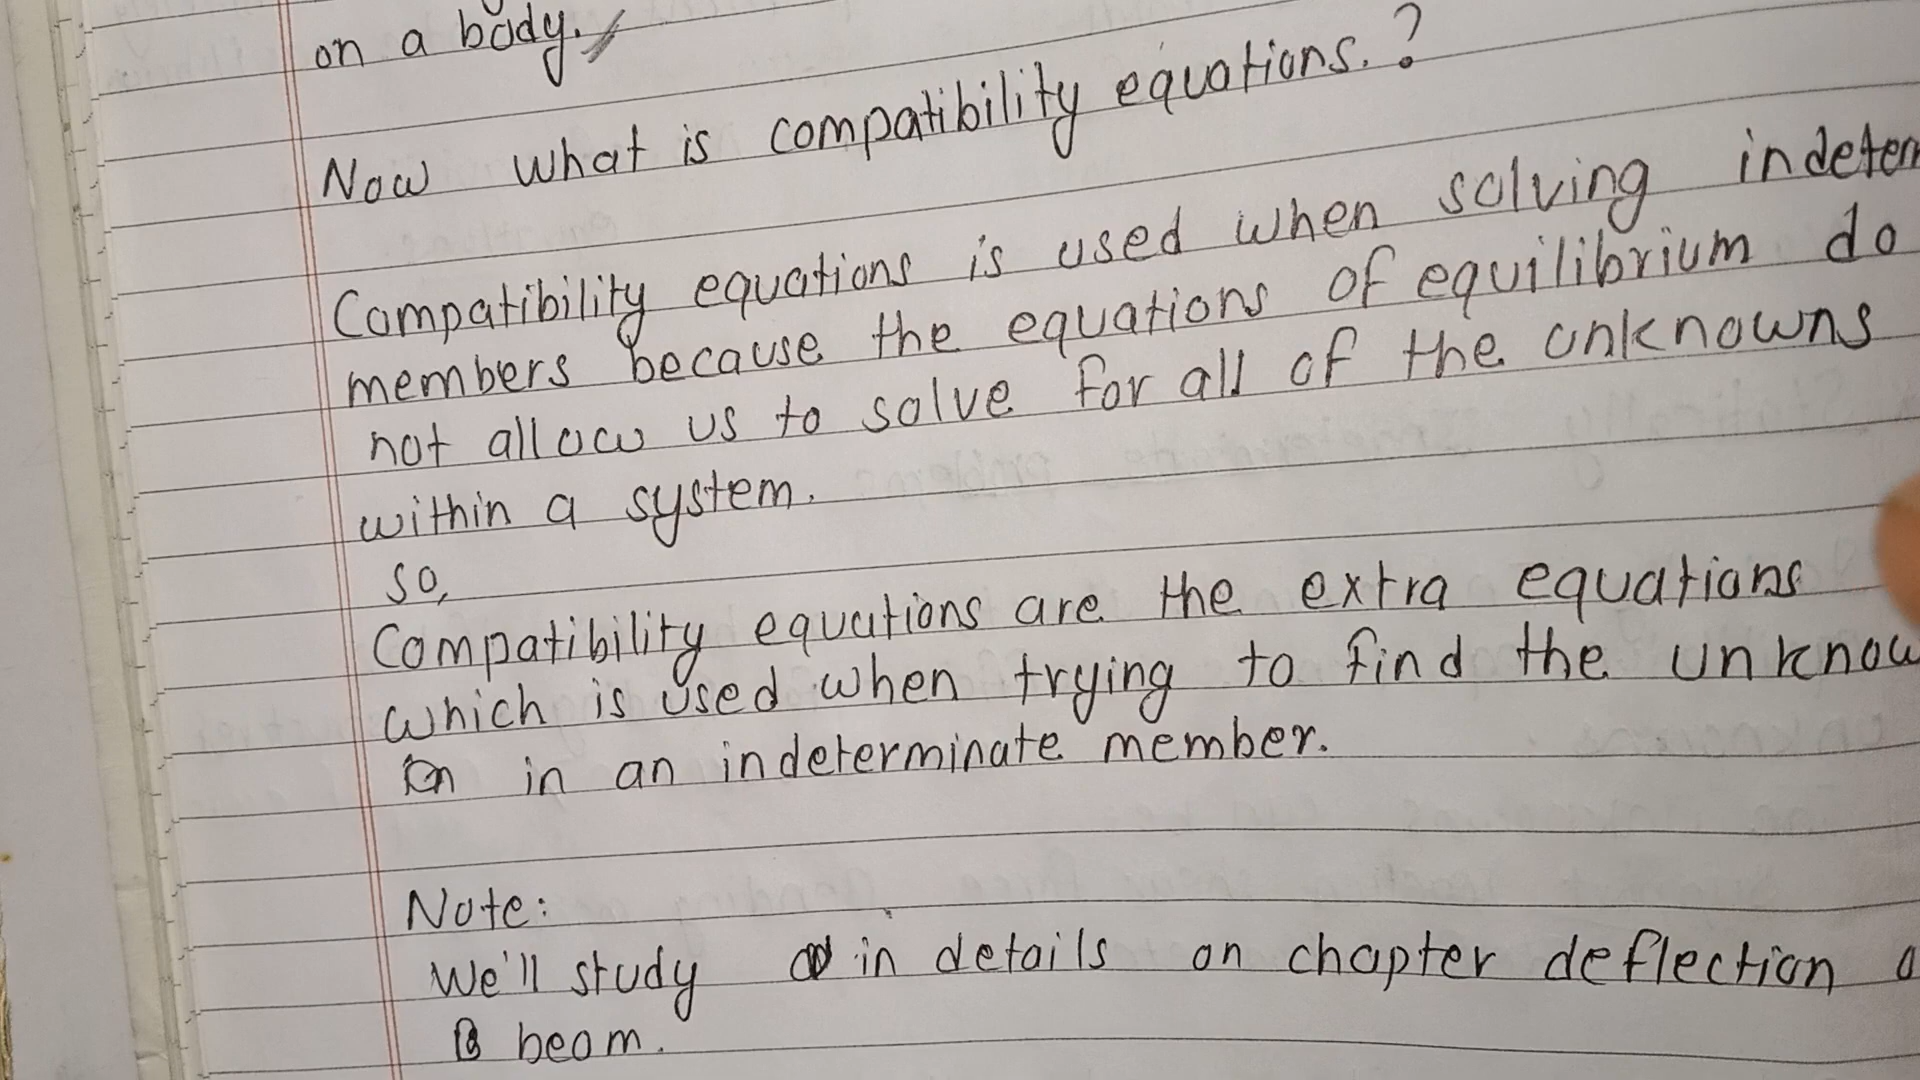 on a body.
Now what is compatibility equations.?
Compatibility equations is used when solving indeter
members because the equations of equilibrium do
not allow us to solve for all of the unknowns
within a system.
So,
Compatibility equations are the extra equations
which is used when trying to find the unknow
in an indeterminate member.
Note:
We'll study in details on chapter deflection o
beam.